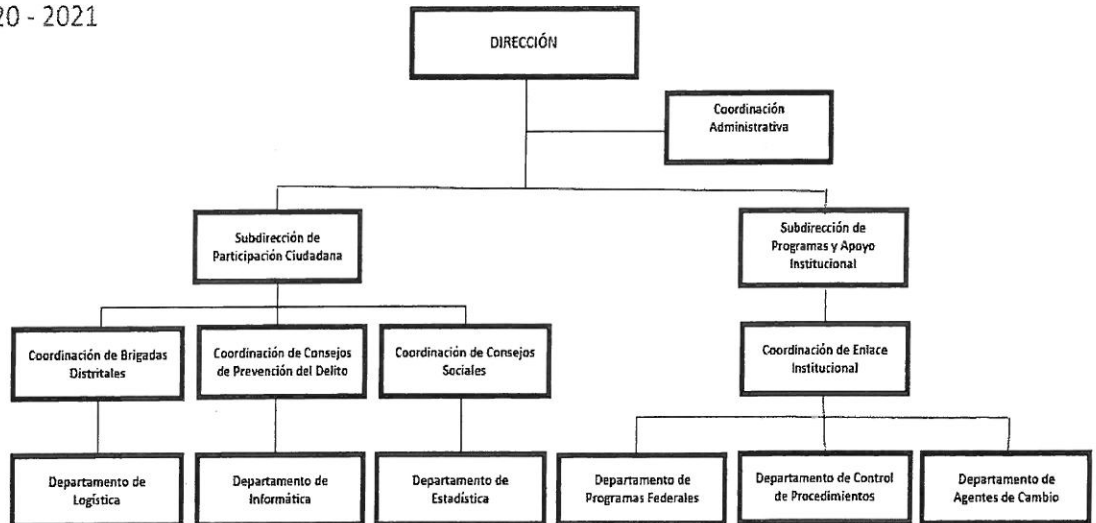 20 - 2021
DIRECCIÓN
Coordinación
Administrativa
Subdirección de
Participación Ciudadana
Subdirección de
Programas y Apoyo
Institucional
Coordinación de Brigadas
Distritales
Coordinación de Consejos
de Prevención del Delito
Coordinación de Consejos
Sociales
Coordinación de Enlace
Institucional
Departamento de
Logística
Departamento de
Informática
Departamento de
Estadística
Departamento de
Programas Federales
Departamento de Control
de Procedimientos
Departamento de
Agentes de Cambio